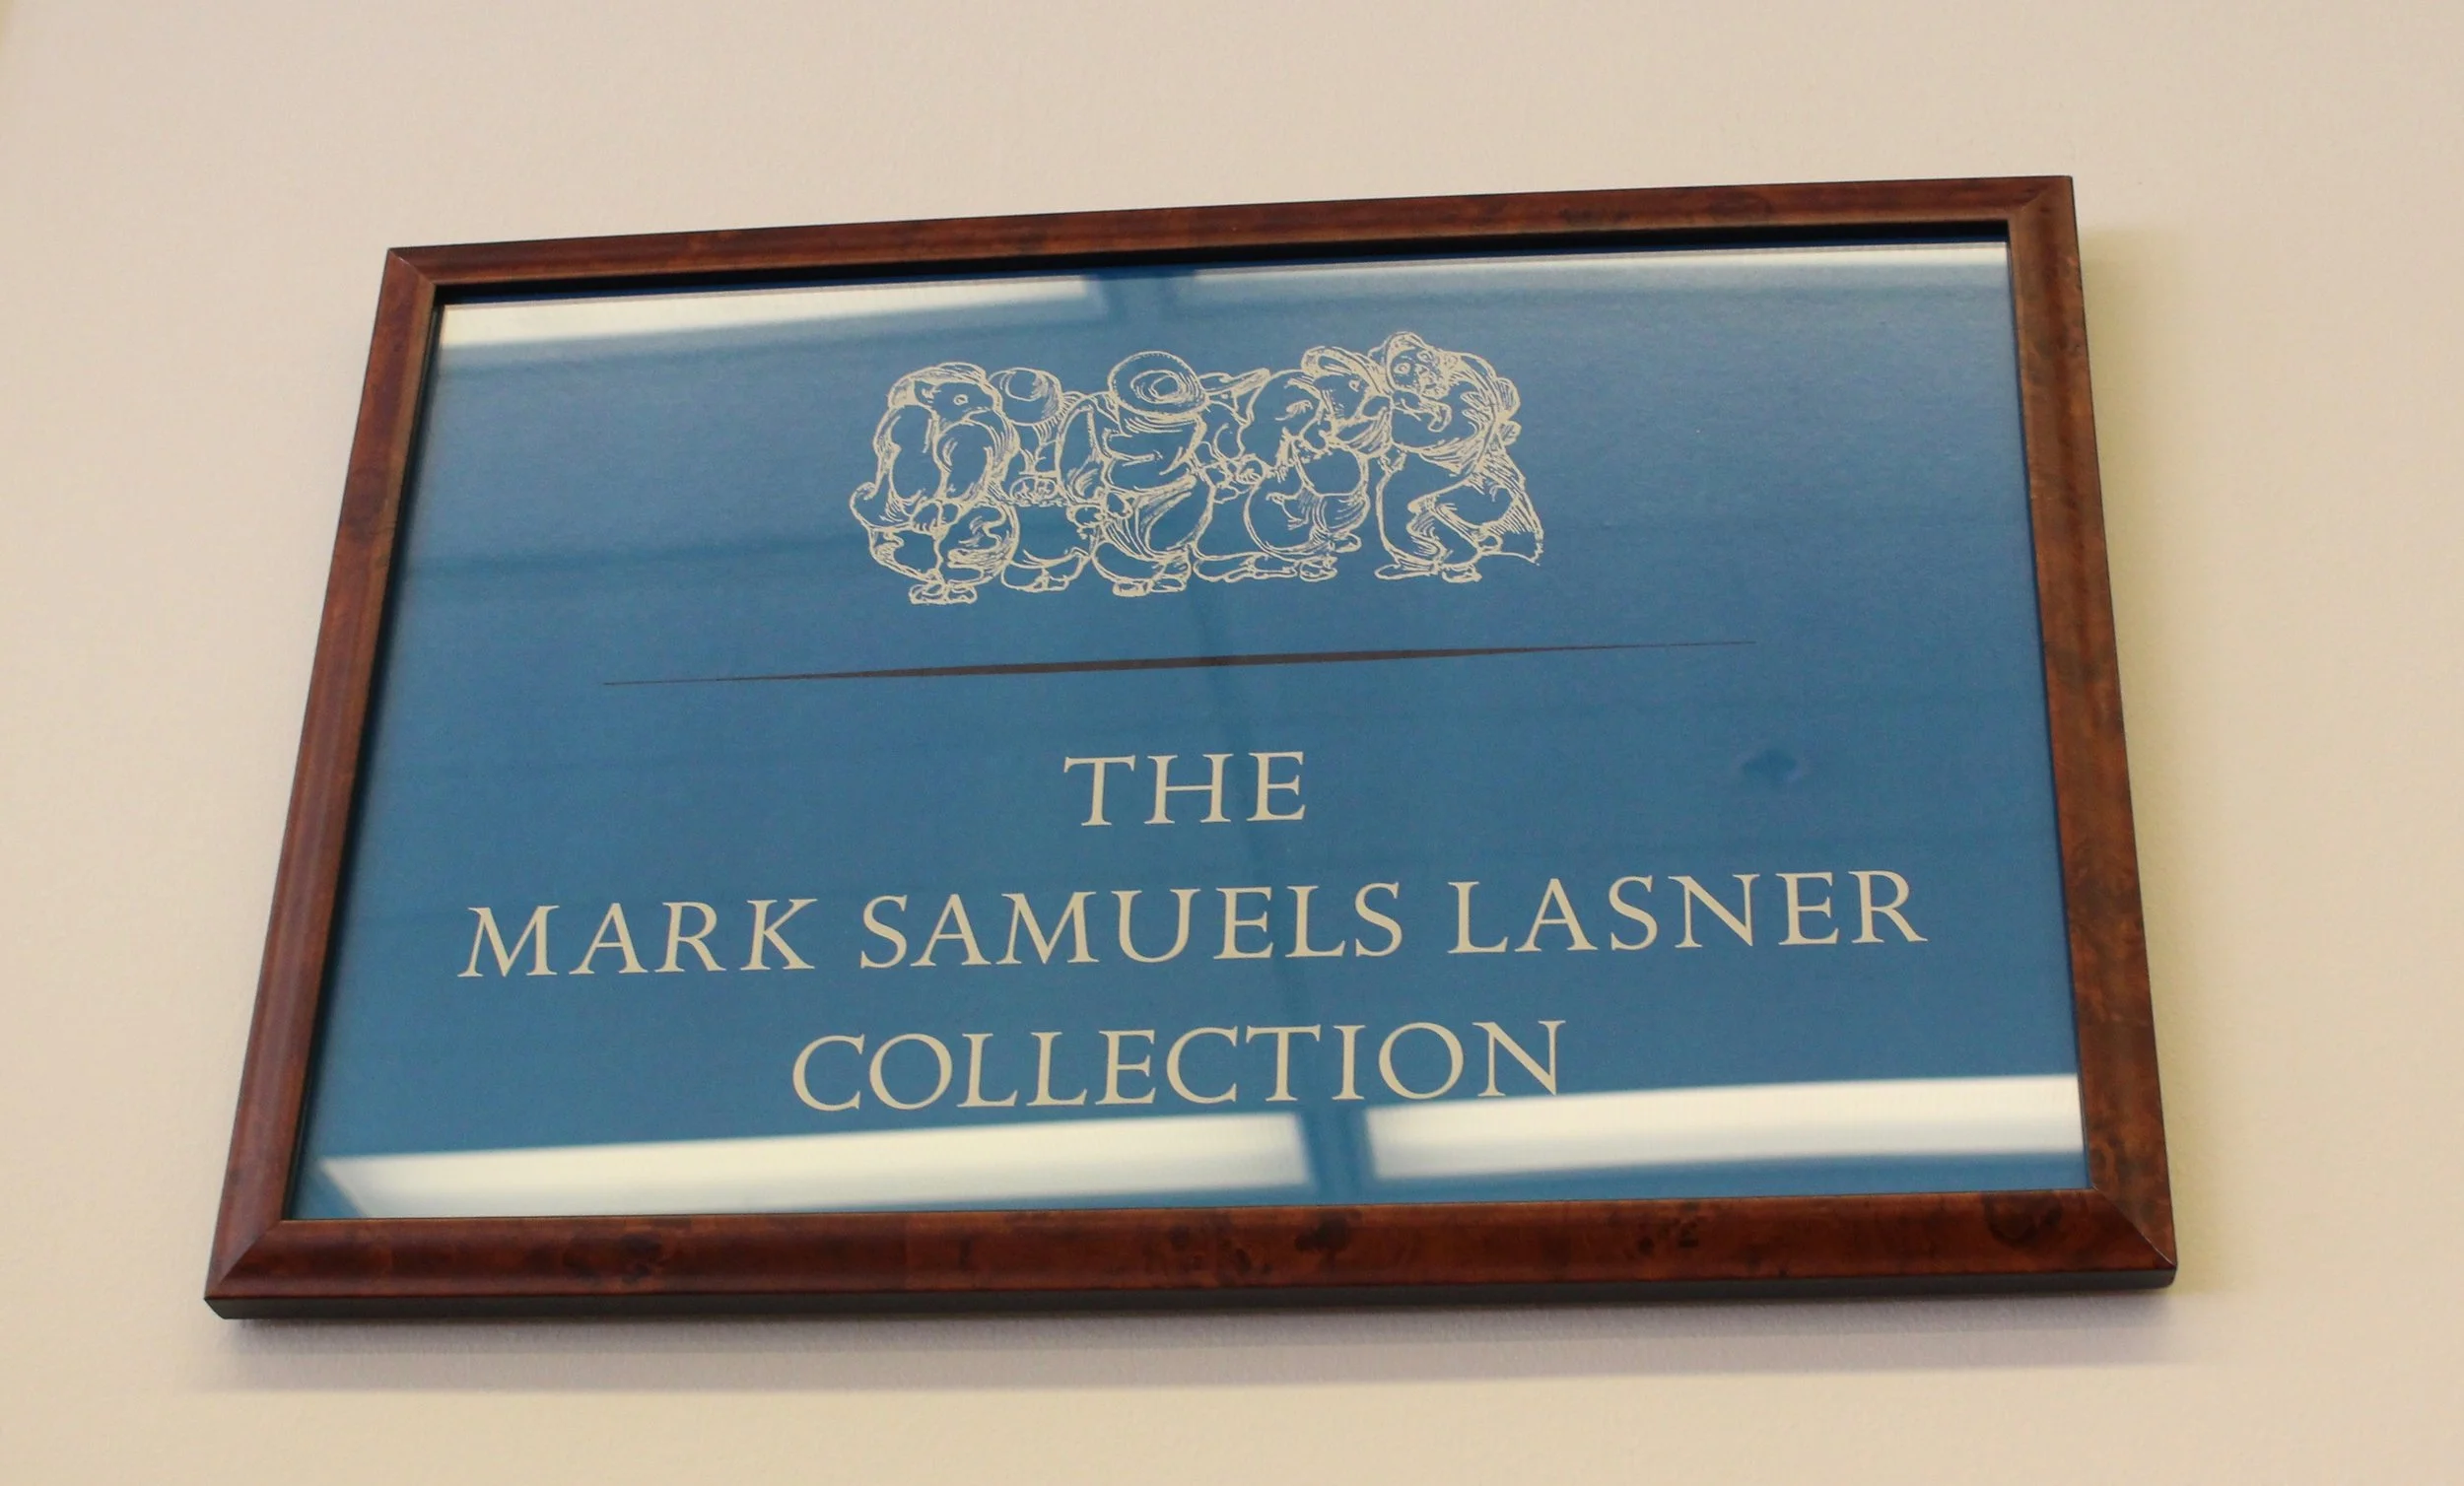 THE
MARK SAMUELS LASNER
COLLECTION